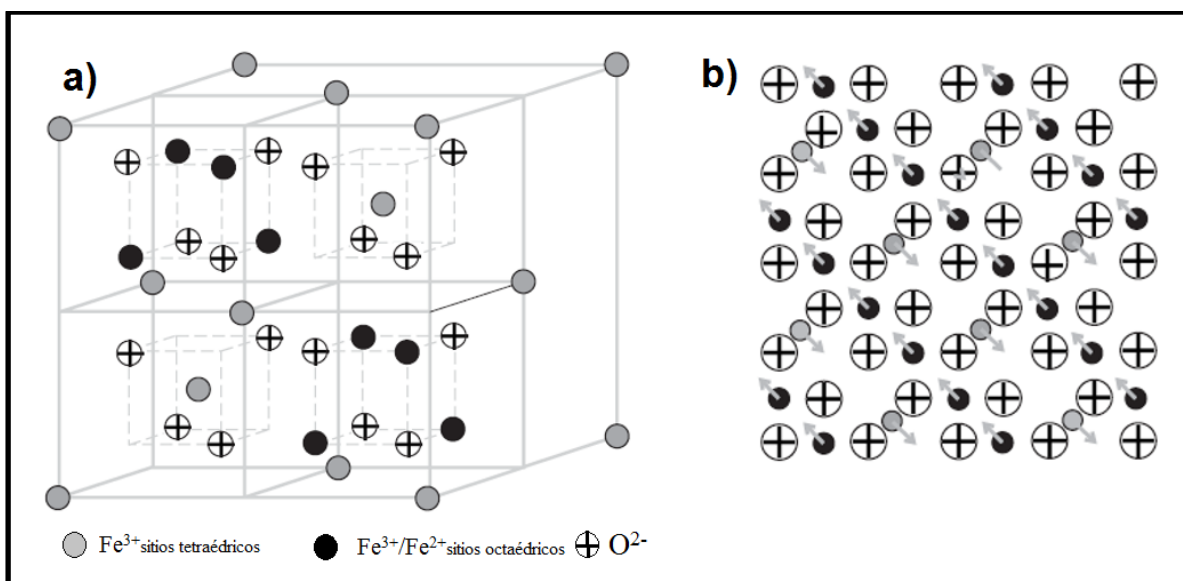 a)
b)
Fe³⁺ sitios tetraédricos
Fe³⁺/Fe²⁺ sitios octaédricos
O²⁻